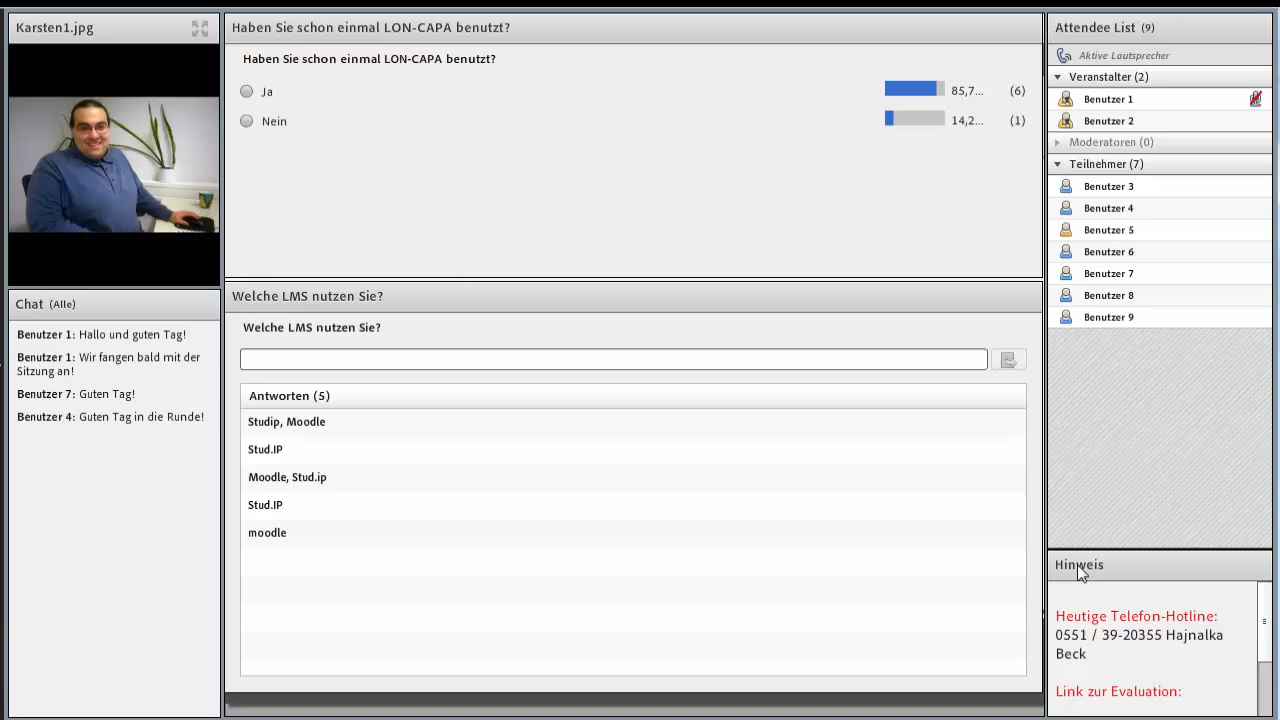 Karsten1.jpg
Chat (Alle)
Benutzer 1: Hallo und guten Tag!
Benutzer 1: Wir fangen bald mit der
Sitzung an!
Benutzer 7: Guten Tag!
Benutzer 4: Guten Tag in die Runde!
Haben Sie schon einmal LON-CAPA benutzt?
Haben Sie schon einmal LON-CAPA benutzt?
Ja 85,7... (6)
Nein 14,2... (1)
Welche LMS nutzen Sie?
Welche LMS nutzen Sie?
Antworten (5)
Studip, Moodle
Stud.IP
Moodle, Stud.ip
Stud.IP
moodle
Attendee List (9)
Aktive Lautsprecher
Veranstalter (2)
Benutzer 1
Benutzer 2
Moderatoren (0)
Teilnehmer (7)
Benutzer 3
Benutzer 4
Benutzer 5
Benutzer 6
Benutzer 7
Benutzer 8
Benutzer 9
Hinweis
Heutige Telefon-Hotline:
0551 / 39-20355 Hajnalka
Beck
Link zur Evaluation: